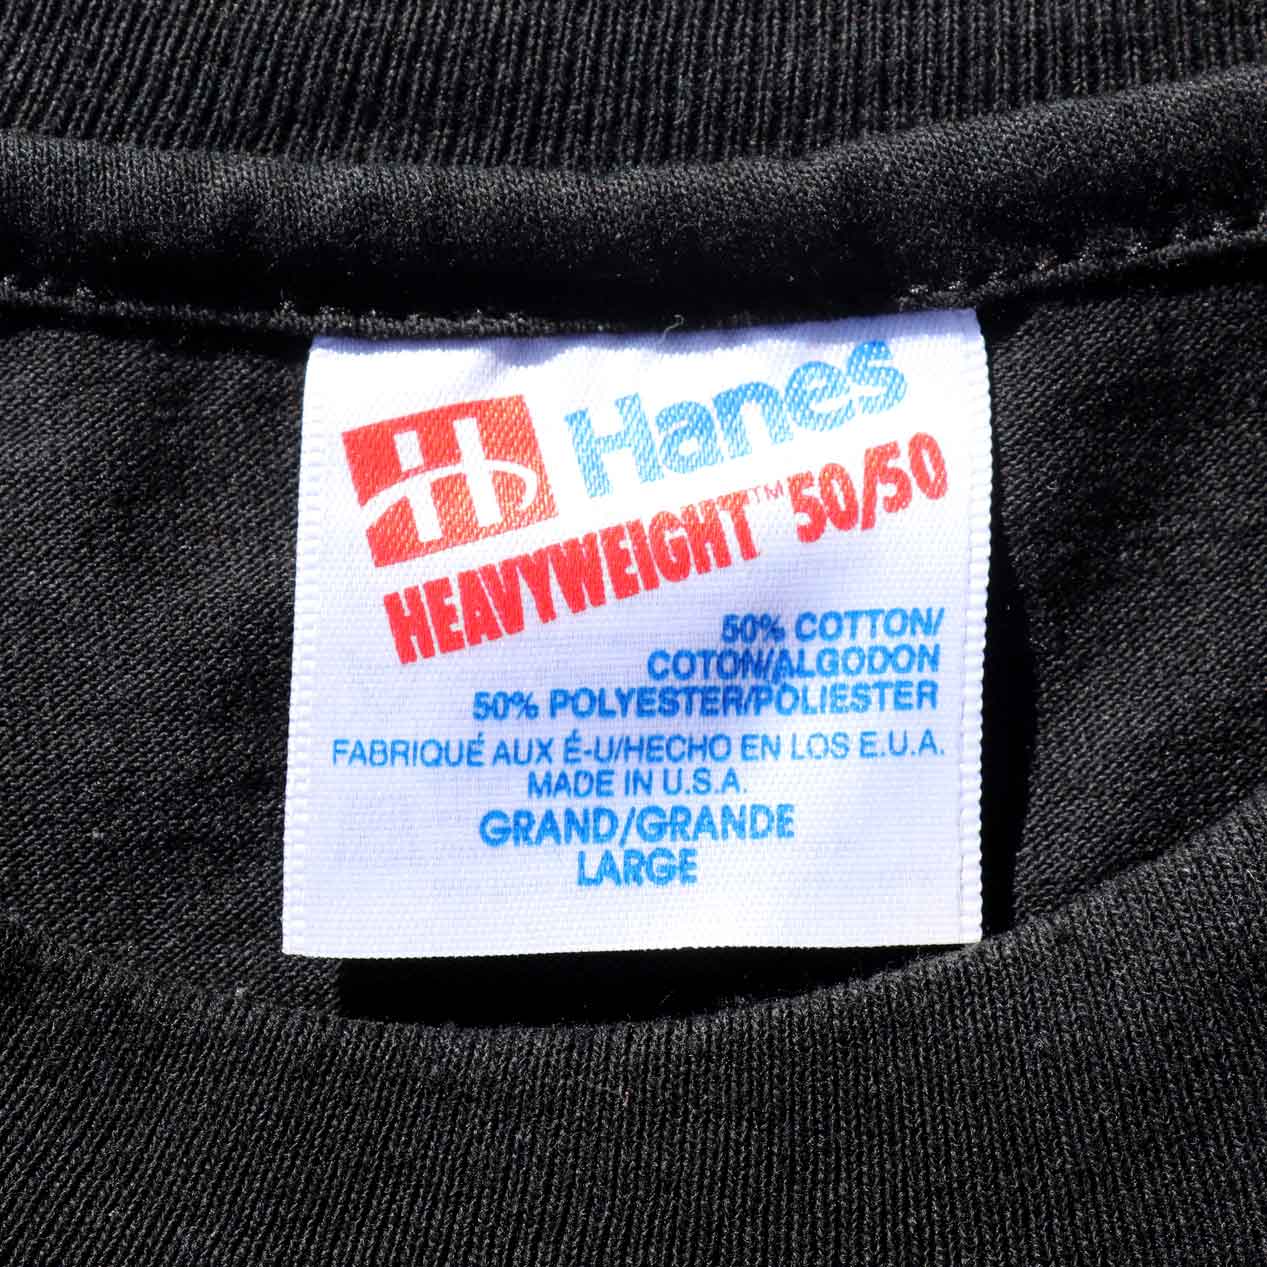 H Hanes
HEAVYWEIGHT™ 50/50
50% COTTON/
COTON/ALGODON
50% POLYESTER/POLIESTER
FABRIQUÉ AUX É-U/HECHO EN LOS E.U.A.
MADE IN U.S.A.
GRAND/GRANDE
LARGE